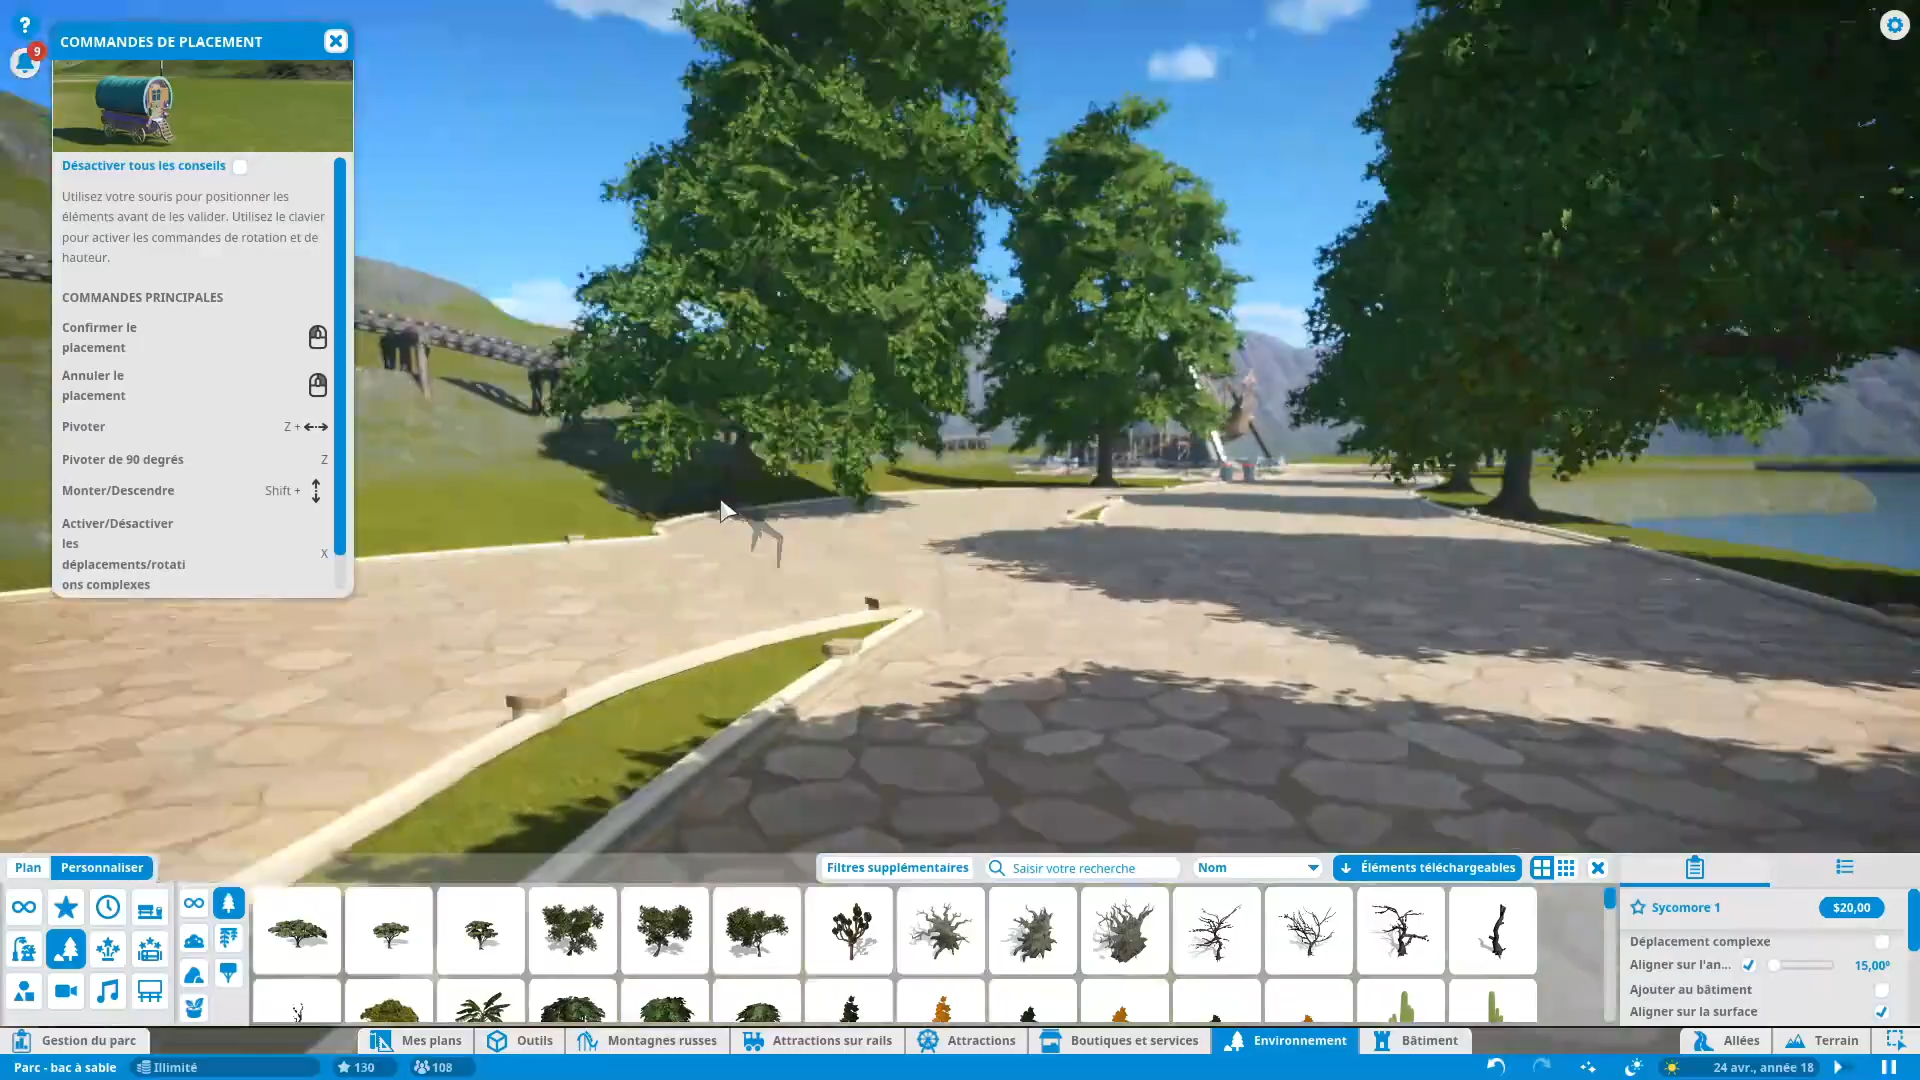 ?
9
COMMANDES DE PLACEMENT
Désactiver tous les conseils
Utilisez votre souris pour positionner les
éléments avant de les valider. Utilisez le clavier
pour activer les commandes de rotation et de
hauteur.
COMMANDES PRINCIPALES
Confirmer le
placement
Annuler le
placement
Pivoter Z +
Pivoter de 90 degrés Z
Monter/Descendre Shift +
Activer/Désactiver
les
déplacements/rotati
ons complexes
X
Plan Personnaliser
Filtres supplémentaires Saisir votre recherche Nom Éléments téléchargeables
Sycomore 1 $20,00
Déplacement complexe
Aligner sur l'an... 15,00°
Ajouter au bâtiment
Aligner sur la surface
Gestion du parc Mes plans Outils Montagnes russes Attractions sur rails Attractions Boutiques et services Environnement Bâtiment Allées Terrain
Parc - bac à sable Illimité 130 108 24 avr., année 18